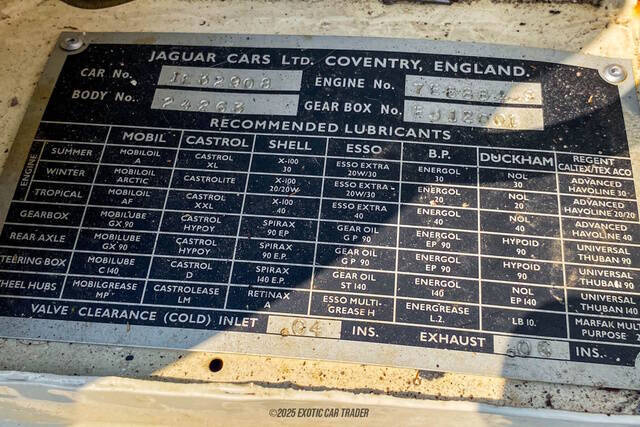 JAGUAR CARS LTD. COVENTRY, ENGLAND.
CAR No. ENGINE No.
BODY No. 24263 GEAR BOX No.
RECOMMENDED LUBRICANTS
ENGINE MOBIL CASTROL SHELL ESSO B.P. DUCKHAM REGENT CALTEX/TEXACO
SUMMER MOBILOIL A CASTROL XL X-100 30 ESSO EXTRA 20W/30 ENERGOL 30 NOL 30 ADVANCED HAVOLINE 30
WINTER MOBILOIL ARCTIC CASTROLITE X-100 20/20W ESSO EXTRA 20W/30 ENERGOL 20 NOL 20 ADVANCED HAVOLINE 20/20
TROPICAL MOBILOIL AF CASTROL XXL X-100 40 ESSO EXTRA 40 ENERGOL 40 NOL 40 ADVANCED HAVOLINE 40
GEARBOX MOBILUBE GX 90 CASTROL HYPOY SPIRAX 90 EP GEAR OIL G P 90 ENERGOL EP 90 HYPOID 90 UNIVERSAL THUBAN 90
REAR AXLE MOBILUBE GX 90 CASTROL HYPOY SPIRAX 90 E.P. GEAR OIL G P 90 ENERGOL EP 90 HYPOID 90 UNIVERSAL THUBAN 90
TEERING BOX MOBILUBE C 140 CASTROL D SPIRAX 140 E.P. GEAR OIL ST 140 ENERGOL 140 NOL EP 140 UNIVERSAL THUBAN 140
HEEL HUBS MOBILGREASE MP CASTROLEASE LM RETINAX A ESSO MULTI-GREASE H ENERGREASE L.2. LB 10. MARFAK MULTI PURPOSE
VALVE CLEARANCE (COLD) INLET .04 INS. EXHAUST .06 INS.
©2025 EXOTIC CAR TRADER